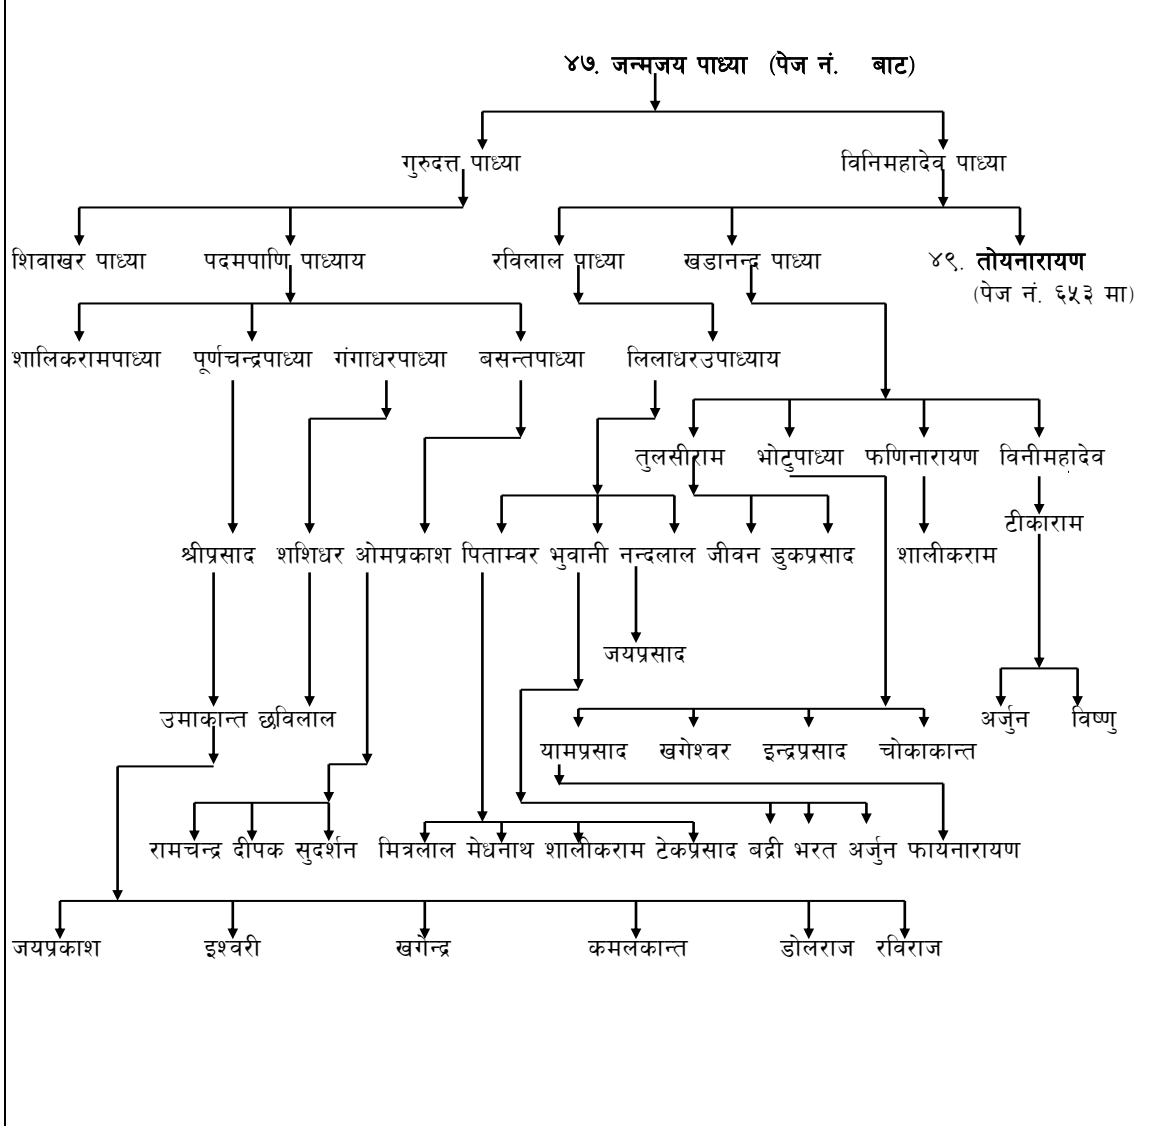 ४७. जन्मजय पाध्या (पेज नं. बाट)
गुरुदत्त पाध्या विनिमहादेव पाध्या
शिवाखर पाध्या पदमपाणि पाध्याय रविलाल पाध्या खडानन्द पाध्या ४९. तोयनारायण
(पेज नं. ६५३ मा)
शालिकरामपाध्या पूर्णचन्द्रपाध्या गंगाधरपाध्या बसन्तपाध्या लिलाधरउपाध्याय
तुलसीराम भोटुपाध्या फणिनारायण विनीमहादेव
टीकाराम
श्रीप्रसाद शशिधर ओमप्रकाश पिताम्वर भुवानी नन्दलाल जीवन डुकप्रसाद शालीकराम
जयप्रसाद
उमाकान्त छविलाल अर्जुन विष्णु
यामप्रसाद खगेश्वर इन्द्रप्रसाद चोकाकान्त
रामचन्द्र दीपक सुदर्शन मित्रलाल मेधनाथ शालीकराम टेकप्रसाद बद्री भरत अर्जुन फायनारायण
जयप्रकाश इश्वरी खगेन्द्र कमलकान्त डोलराज रविराज